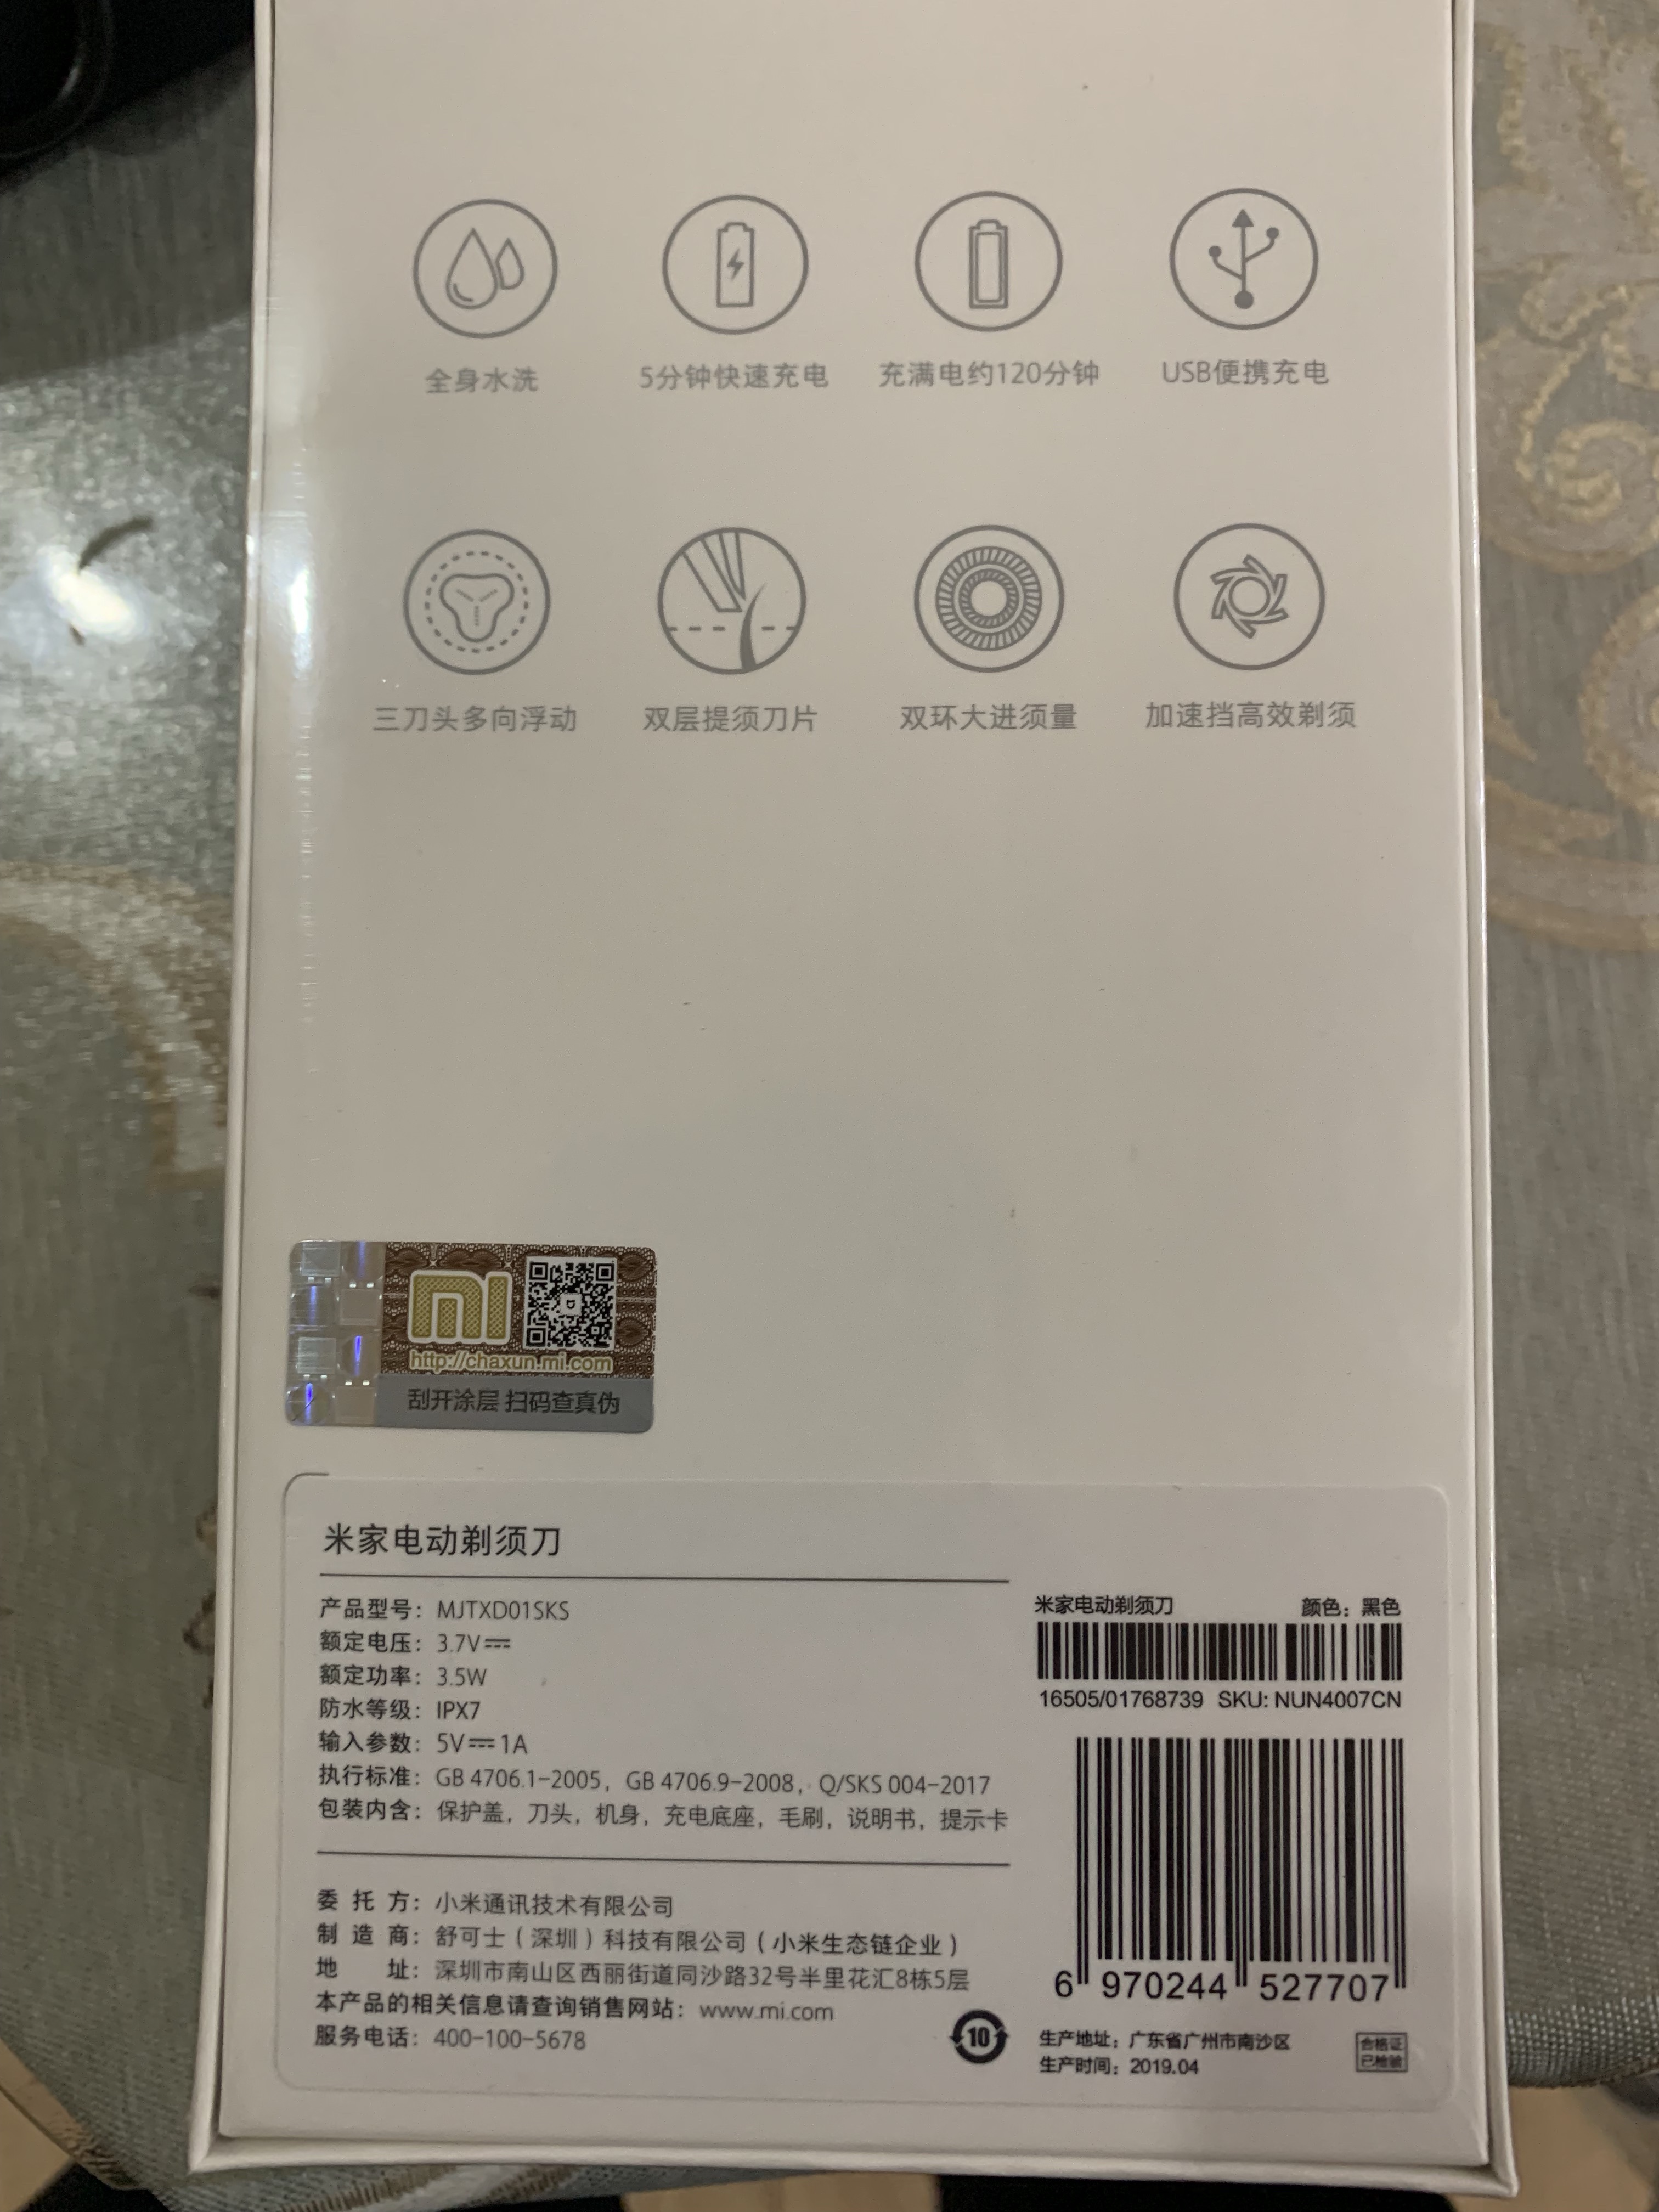 全身水洗
5分钟快速充电
充满电约120分钟
USB便携充电
三刀头多向浮动
双层提须刀片
双环大进须量
加速挡高效剃须
mi
http://chaxun.mi.com
刮开涂层 扫码查真伪
米家电动剃须刀
产品型号：MJTXD01SKS
额定电压：3.7V⎓
额定功率：3.5W
防水等级：IPX7
输入参数：5V⎓1A
执行标准：GB 4706.1-2005，GB 4706.9-2008，Q/SKS 004-2017
包装内含：保护盖，刀头，机身，充电底座，毛刷，说明书，提示卡
委托方：小米通讯技术有限公司
制造商：舒可士（深圳）科技有限公司（小米生态链企业）
地址：深圳市南山区西丽街道同沙路32号半里花汇8栋5层
本产品的相关信息请查询销售网站：www.mi.com
服务电话：400-100-5678
10
米家电动剃须刀 颜色：黑色
16505/01768739 SKU: NUN4007CN
6 970244 527707
生产地址：广东省广州市南沙区
生产时间：2019.04
合格证
已检验